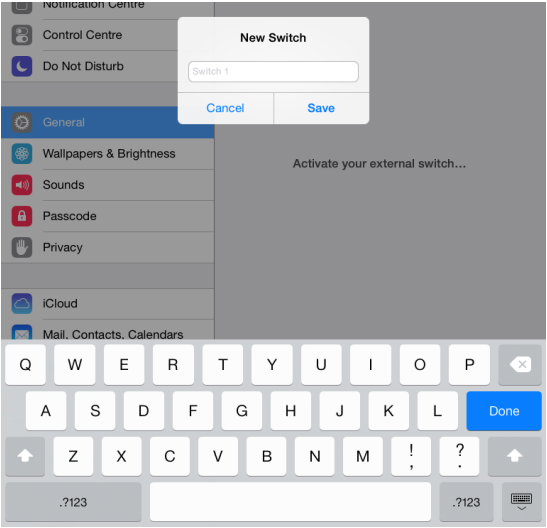 Notification Centre
Control Centre
Do Not Disturb
General
Wallpapers & Brightness
Sounds
Passcode
Privacy
iCloud
Mail, Contacts, Calendars
New Switch
Switch 1
Cancel Save
Activate your external switch...
Q W E R T Y U I O P
A S D F G H J K L Done
Z X C V B N M ! , ? .
.?123 .?123